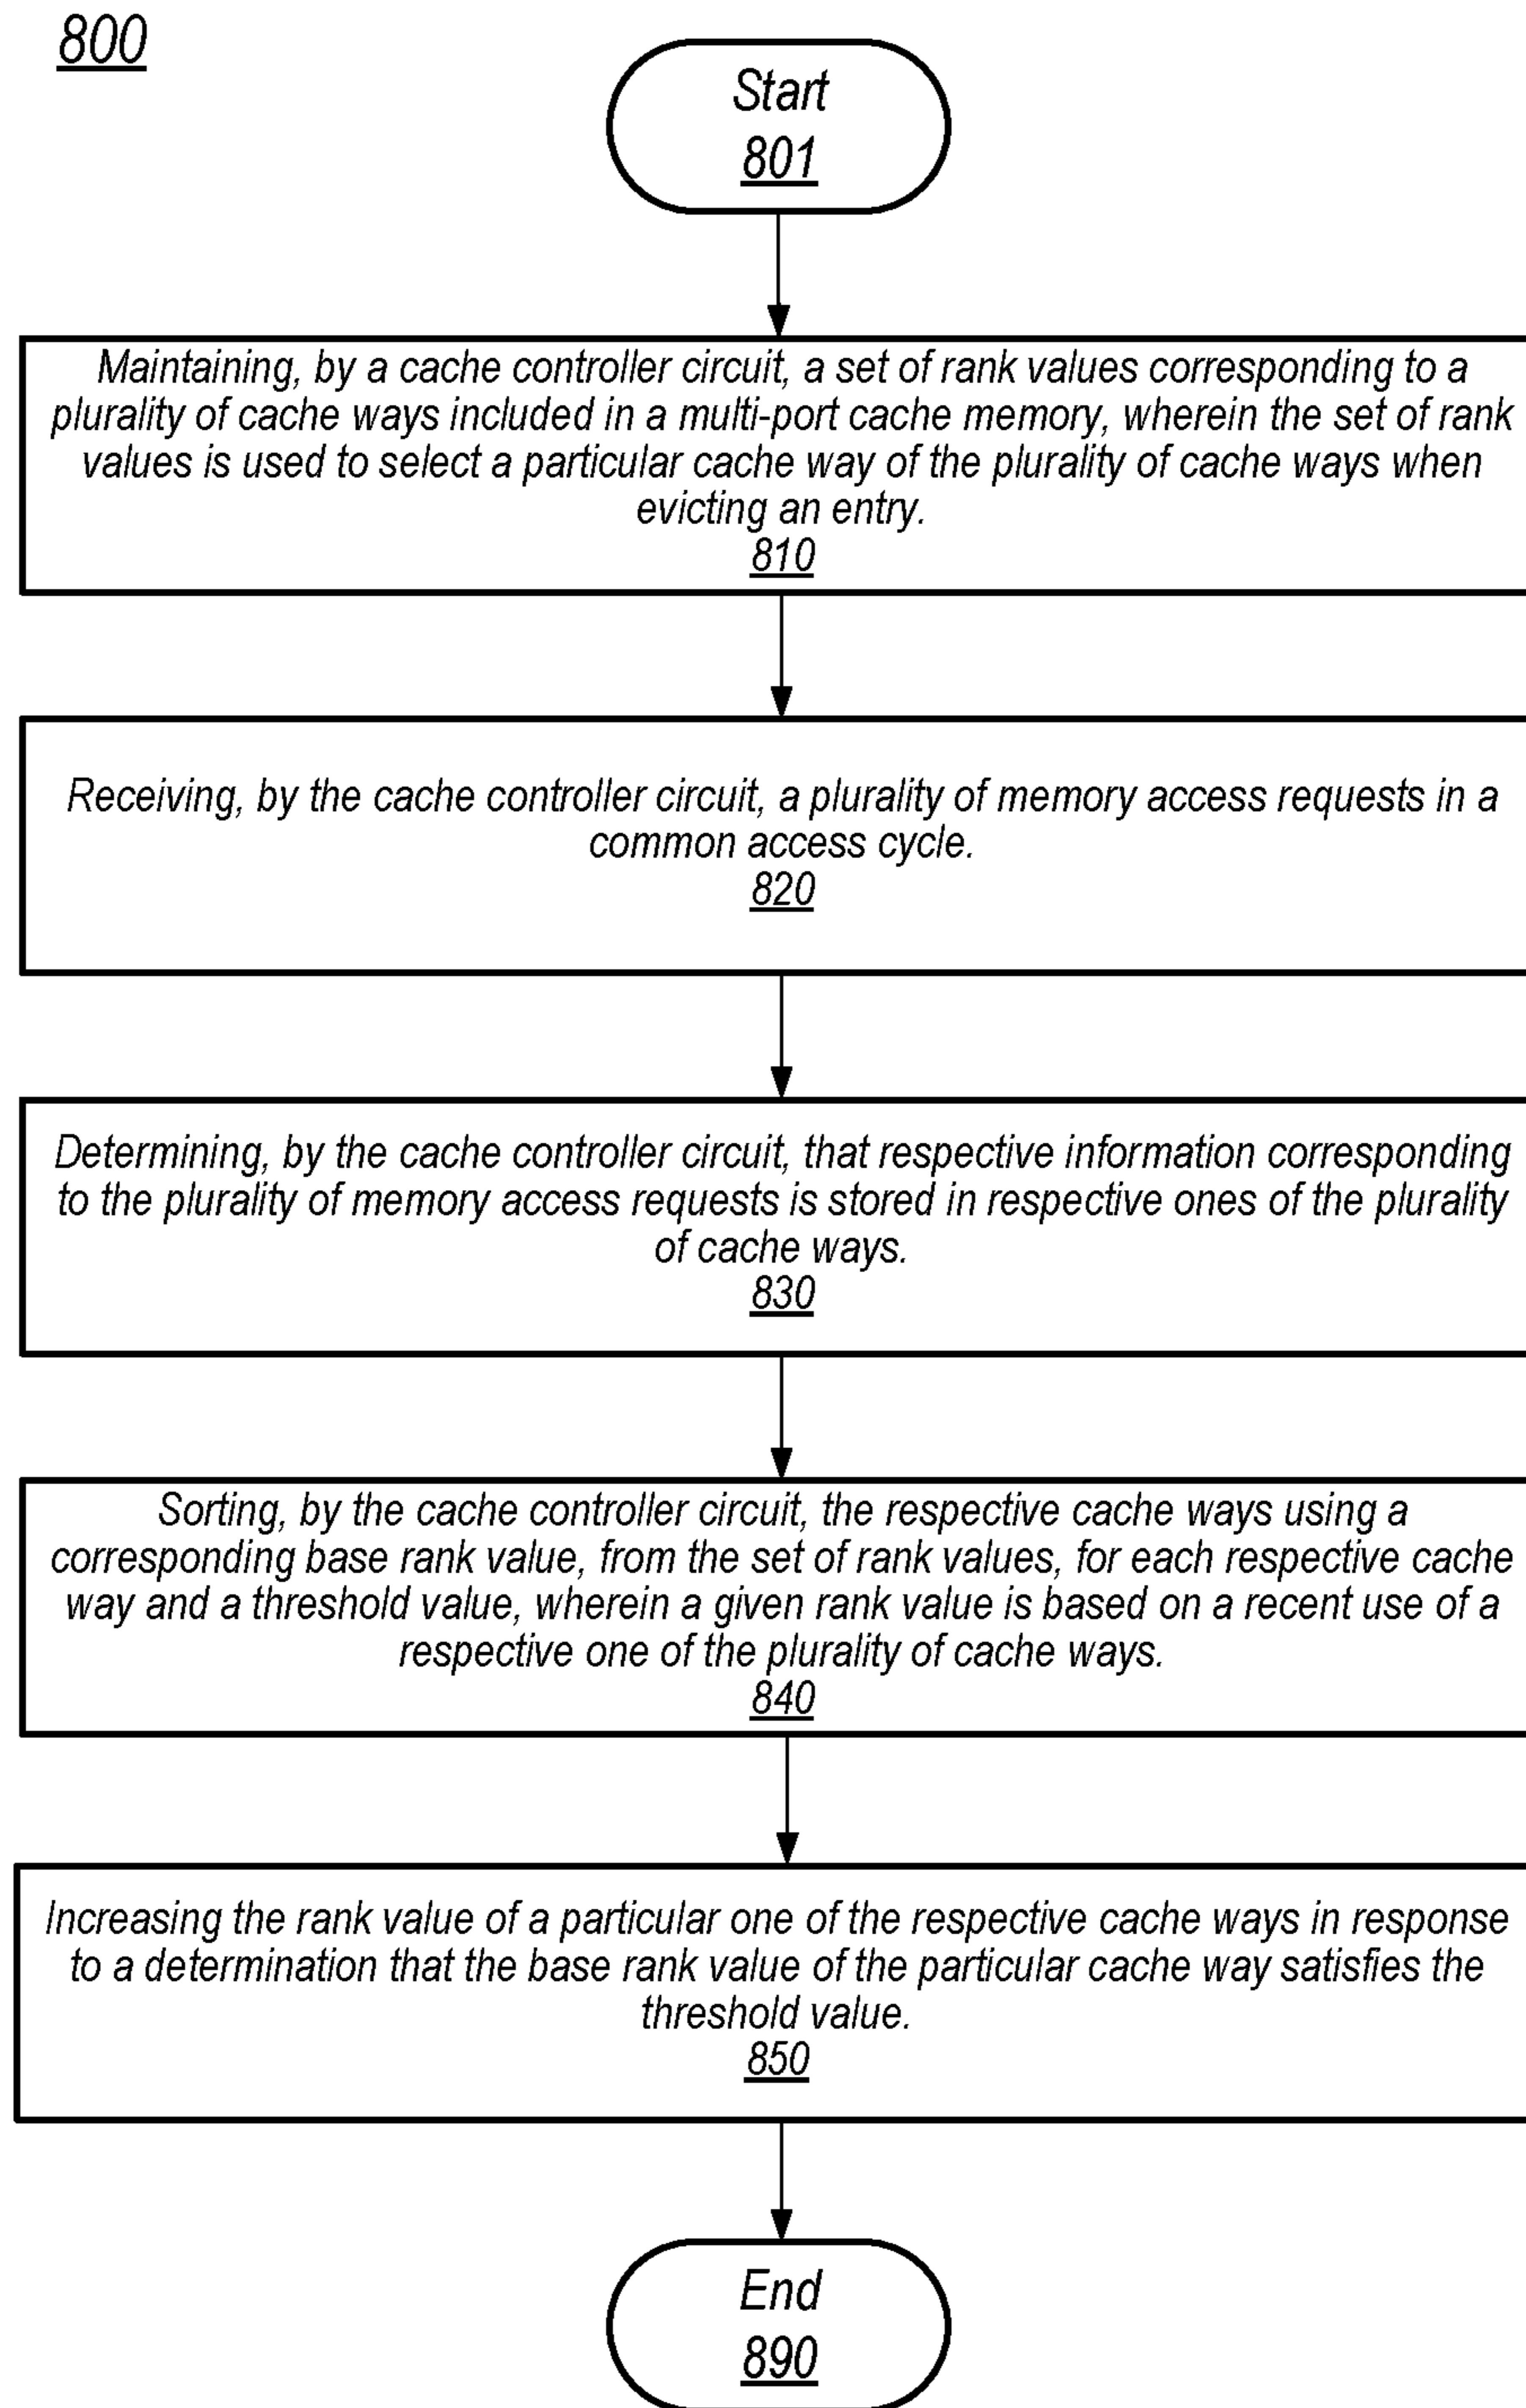 800
Start
801
Maintaining, by a cache controller circuit, a set of rank values corresponding to a
plurality of cache ways included in a multi-port cache memory, wherein the set of rank
values is used to select a particular cache way of the plurality of cache ways when
evicting an entry.
810
Receiving, by the cache controller circuit, a plurality of memory access requests in a
common access cycle.
820
Determining, by the cache controller circuit, that respective information corresponding
to the plurality of memory access requests is stored in respective ones of the plurality
of cache ways.
830
Sorting, by the cache controller circuit, the respective cache ways using a
corresponding base rank value, from the set of rank values, for each respective cache
way and a threshold value, wherein a given rank value is based on a recent use of a
respective one of the plurality of cache ways.
840
Increasing the rank value of a particular one of the respective cache ways in response
to a determination that the base rank value of the particular cache way satisfies the
threshold value.
850
End
890